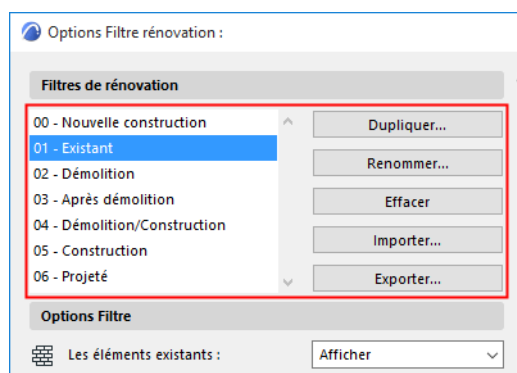 Options Filtre rénovation :
Filtres de rénovation
00 - Nouvelle construction
01 - Existant
02 - Démolition
03 - Après démolition
04 - Démolition/Construction
05 - Construction
06 - Projeté
Dupliquer...
Renommer...
Effacer
Importer...
Exporter...
Options Filtre
Les éléments existants :
Afficher